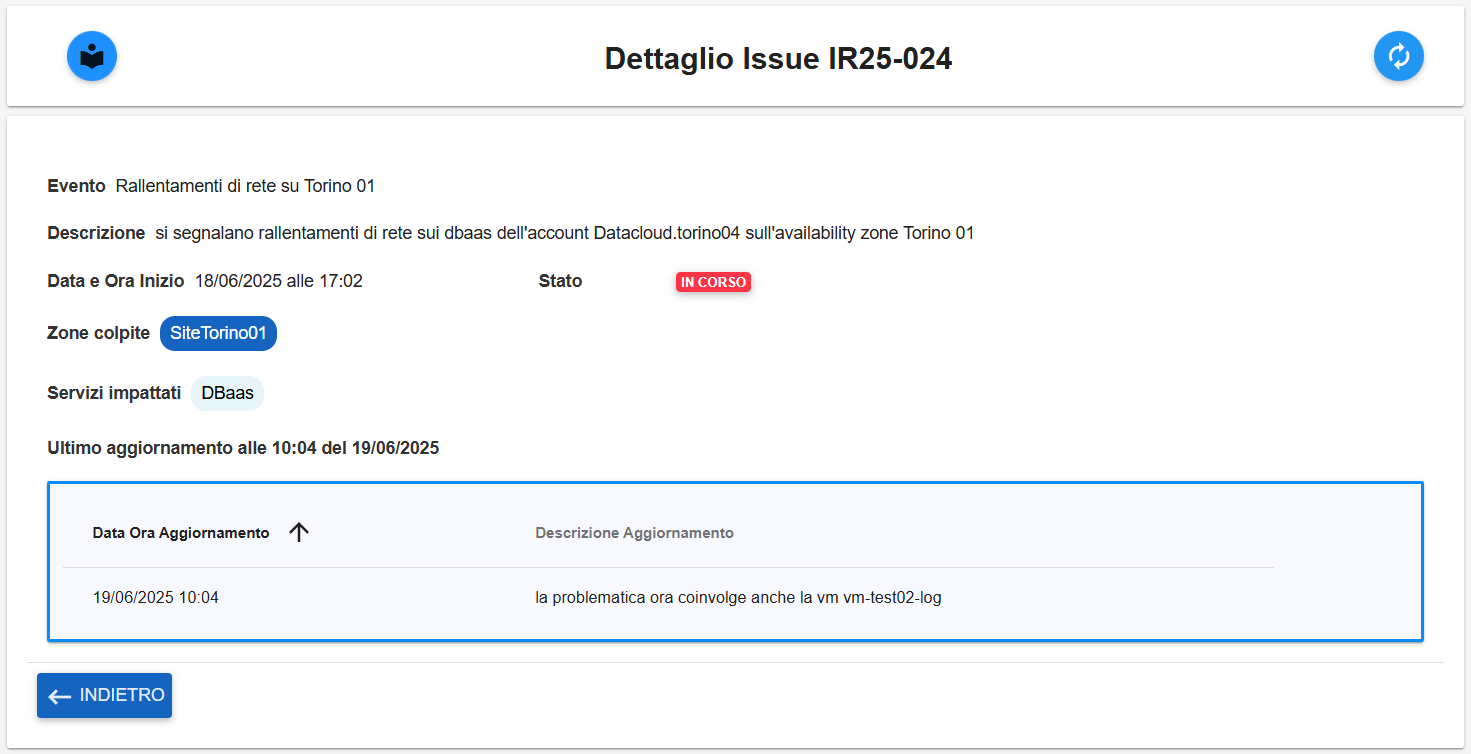 Dettaglio Issue IR25-024
Evento Rallentamenti di rete su Torino 01
Descrizione si segnalano rallentamenti di rete sui dbaas dell'account Datacloud.torino04 sull'availability zone Torino 01
Data e Ora Inizio 18/06/2025 alle 17:02 Stato IN CORSO
Zone colpite SiteTorino01
Servizi impattati DBaas
Ultimo aggiornamento alle 10:04 del 19/06/2025
Data Ora Aggiornamento Descrizione Aggiornamento
19/06/2025 10:04 la problematica ora coinvolge anche la vm vm-test02-log
INDIETRO